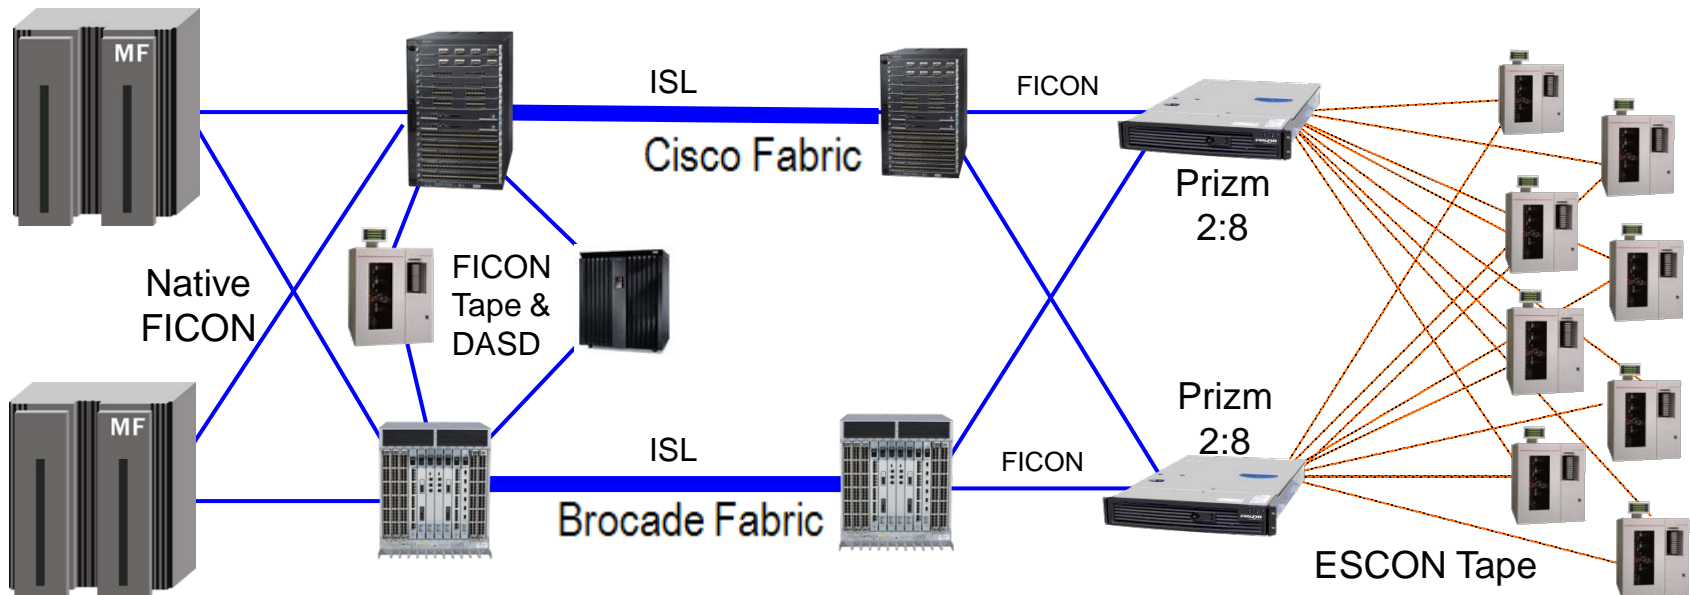 MF
ISL
FICON
Cisco Fabric
Prizm
2:8
Native
FICON
FICON
Tape &
DASD
MF
Prizm
2:8
ISL
FICON
Brocade Fabric
ESCON Tape